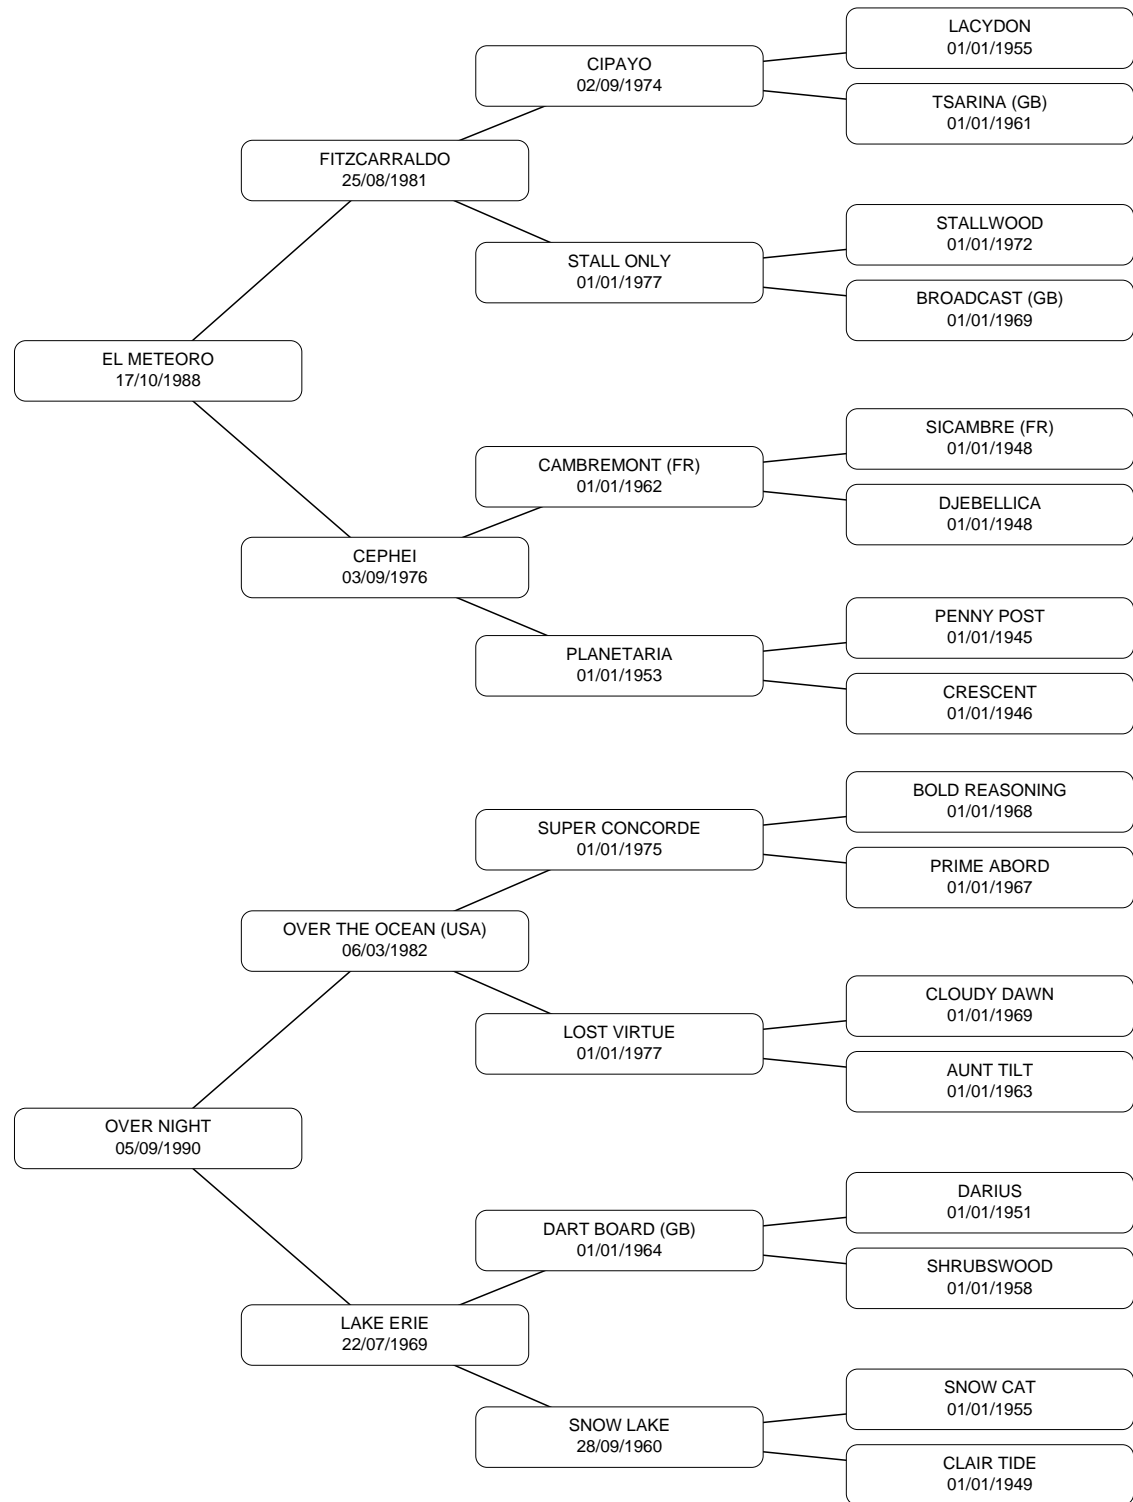 LACYDON
01/01/1955
CIPAYO
02/09/1974
TSARINA (GB)
01/01/1961
FITZCARRALDO
25/08/1981
STALLWOOD
01/01/1972
STALL ONLY
01/01/1977
BROADCAST (GB)
01/01/1969
EL METEORO
17/10/1988
SICAMBRE (FR)
01/01/1948
CAMBREMONT (FR)
01/01/1962
DJEBELLICA
01/01/1948
CEPHEI
03/09/1976
PENNY POST
01/01/1945
PLANETARIA
01/01/1953
CRESCENT
01/01/1946
BOLD REASONING
01/01/1968
SUPER CONCORDE
01/01/1975
PRIME ABORD
01/01/1967
OVER THE OCEAN (USA)
06/03/1982
CLOUDY DAWN
01/01/1969
LOST VIRTUE
01/01/1977
AUNT TILT
01/01/1963
OVER NIGHT
05/09/1990
DARIUS
01/01/1951
DART BOARD (GB)
01/01/1964
SHRUBSWOOD
01/01/1958
LAKE ERIE
22/07/1969
SNOW CAT
01/01/1955
SNOW LAKE
28/09/1960
CLAIR TIDE
01/01/1949